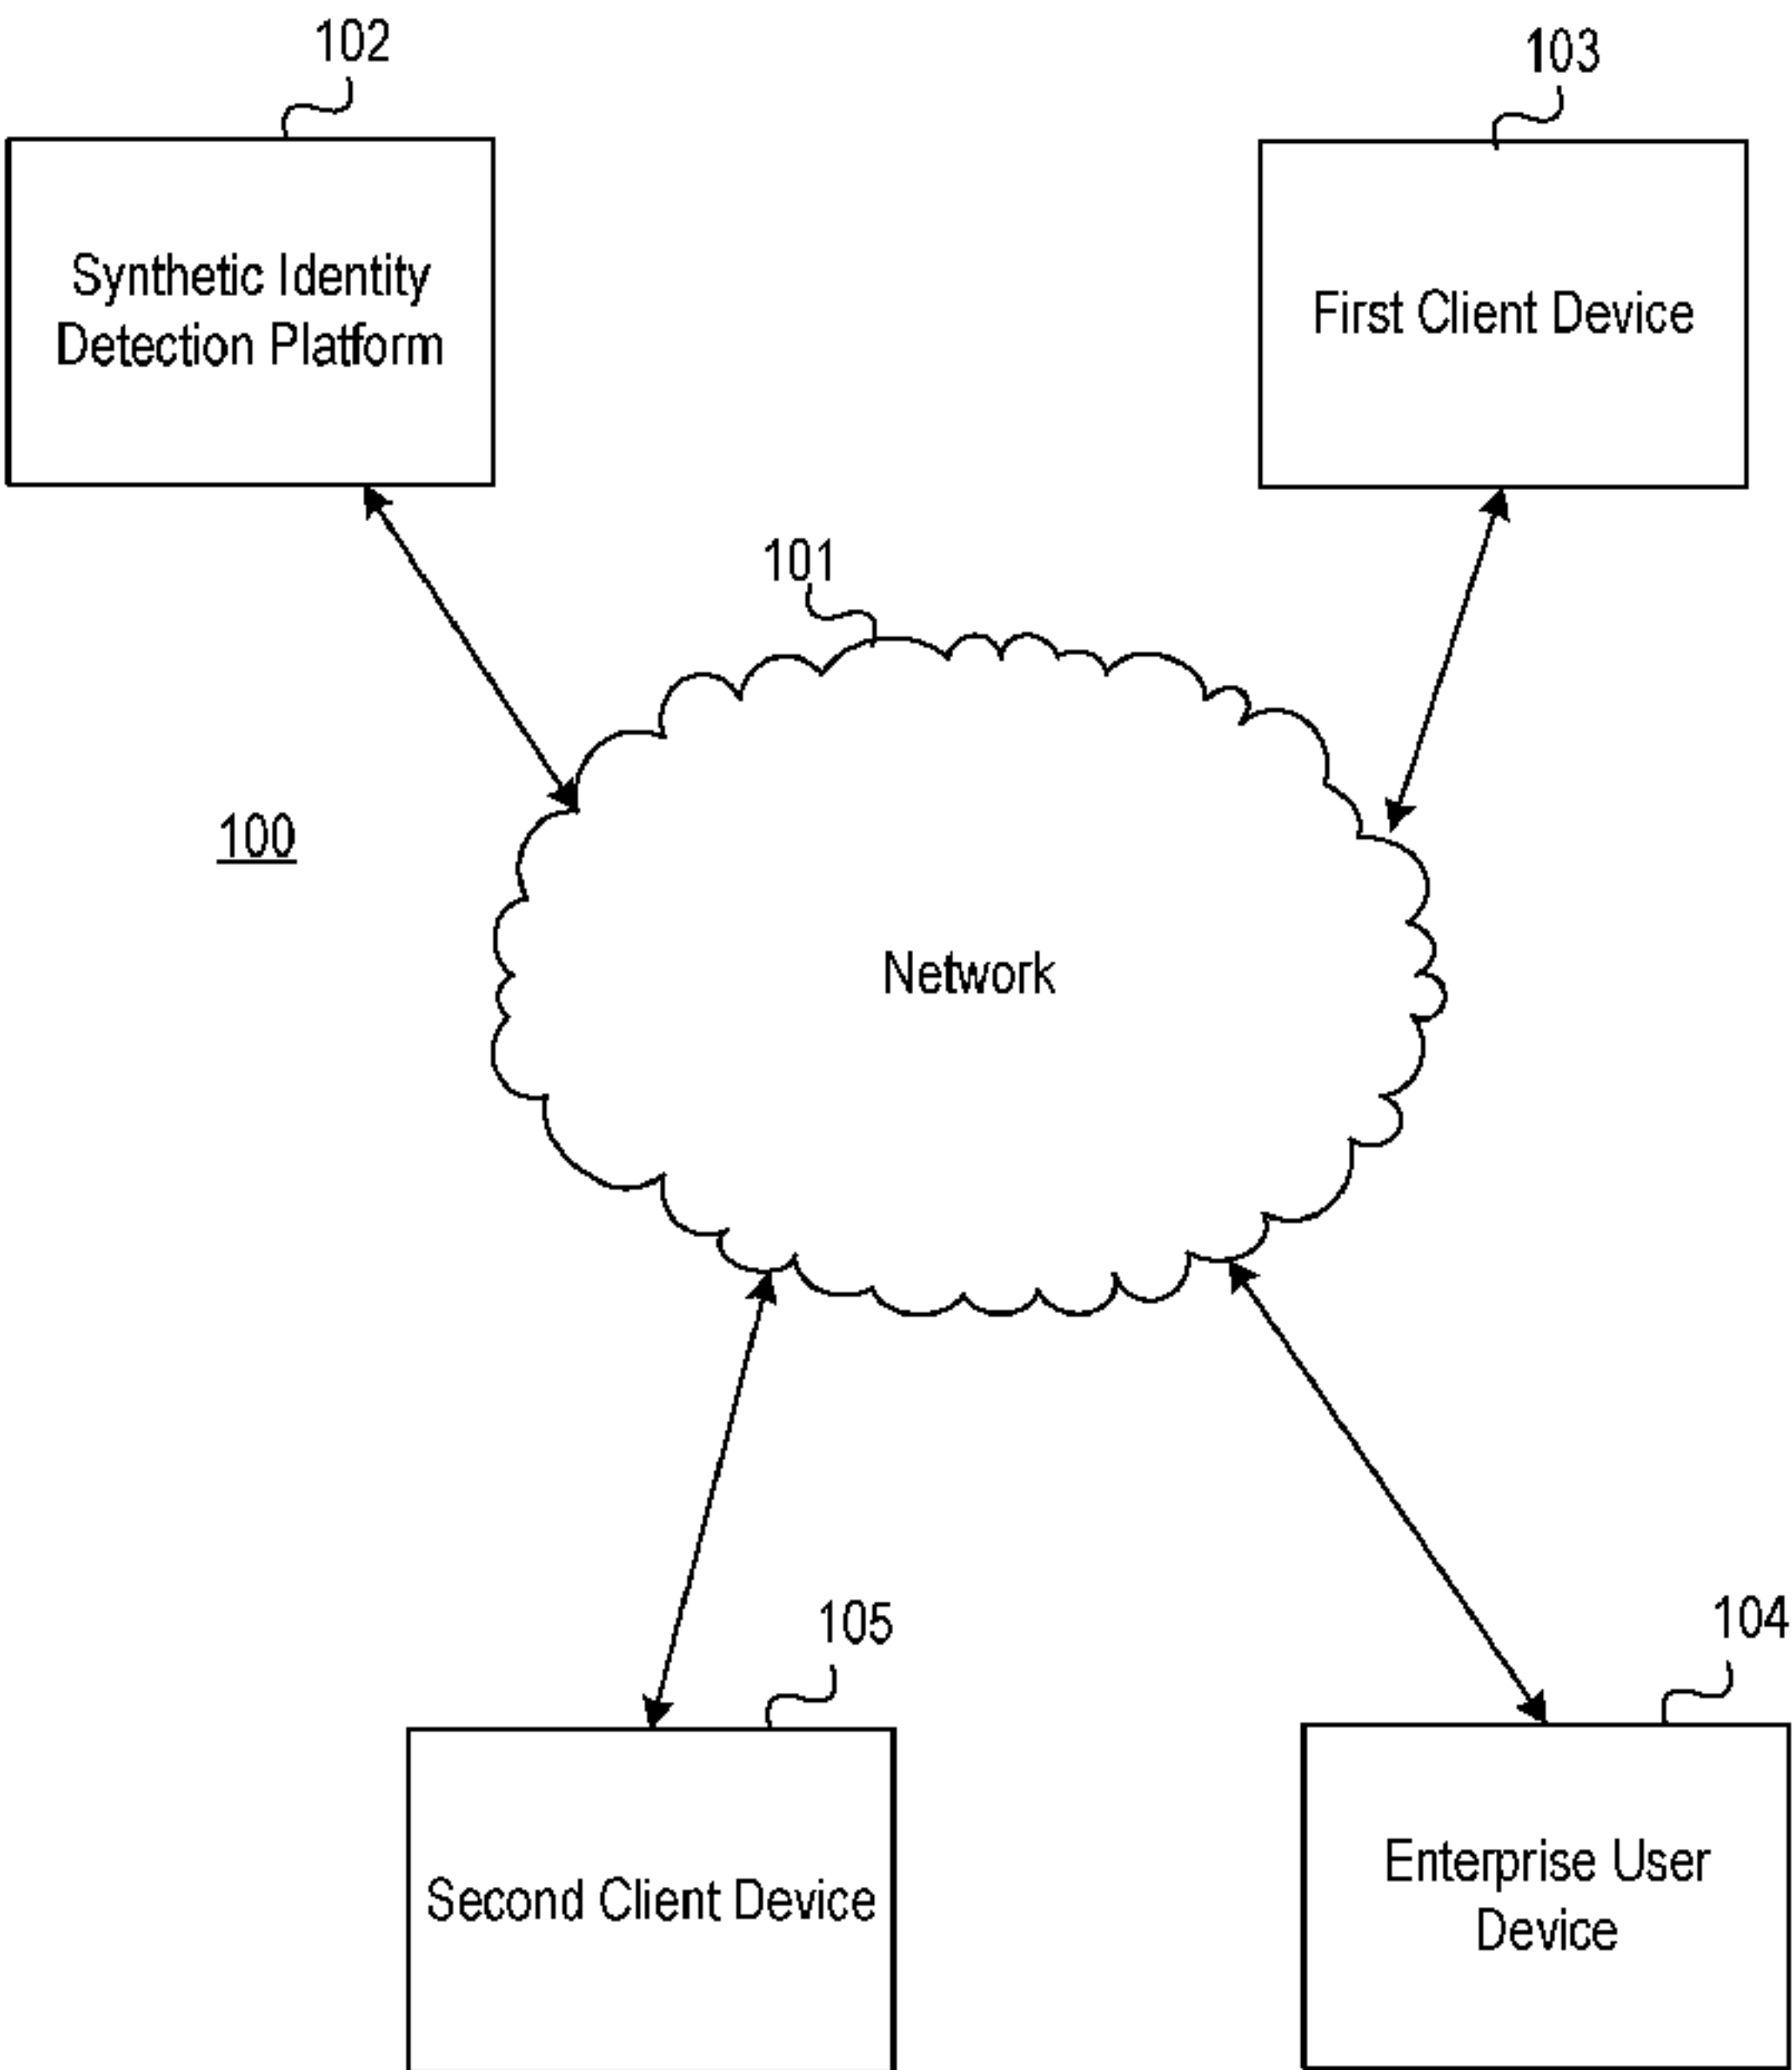 102
103
Synthetic Identity
Detection Platform
First Client Device
101
100
Network
105
104
Second Client Device
Enterprise User
Device